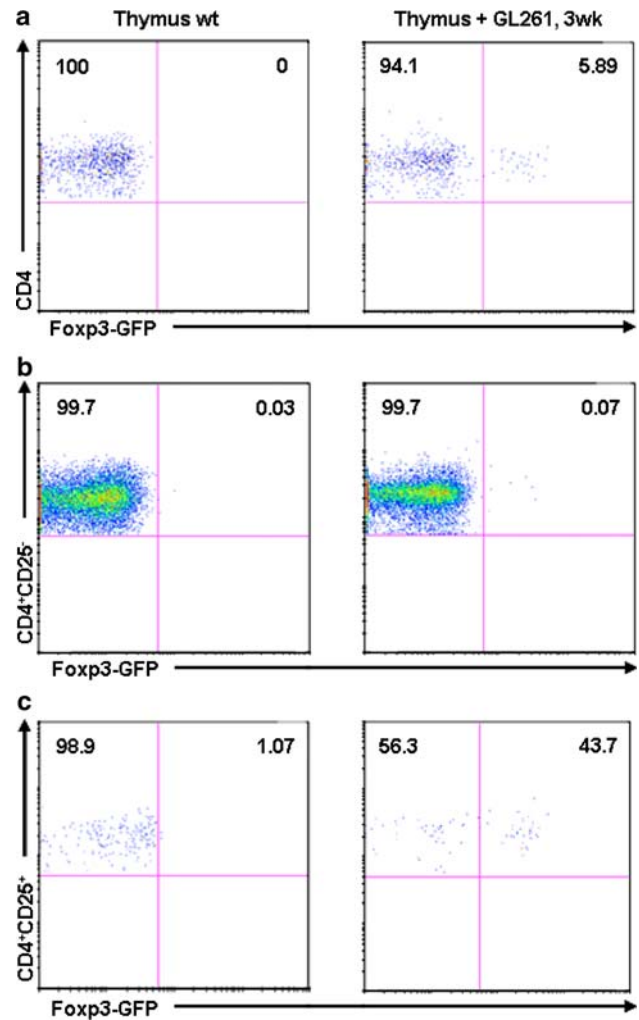 a
Thymus wt
Thymus + GL261, 3wk
100
0
94.1
5.89
CD4
Foxp3-GFP
b
99.7
0.03
99.7
0.07
CD4⁺CD25⁻
Foxp3-GFP
c
98.9
1.07
56.3
43.7
CD4⁺CD25⁺
Foxp3-GFP